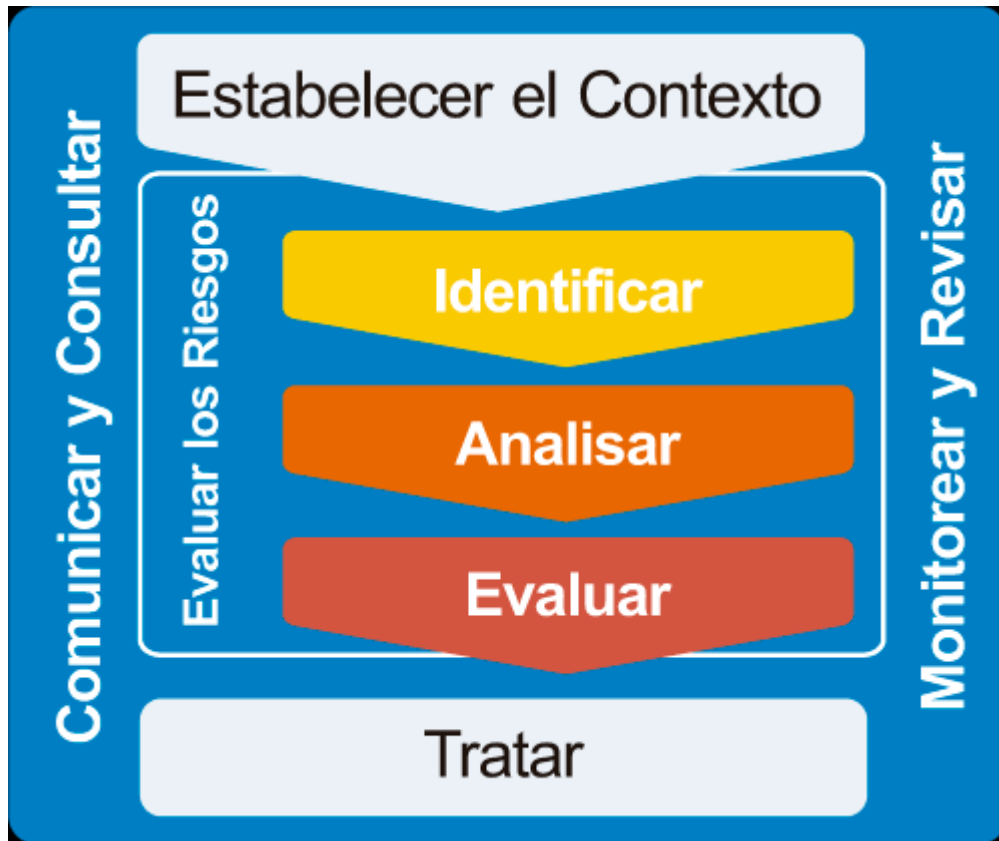 Estabelecer el Contexto
Comunicar y Consultar
Evaluar los Riesgos
Identificar
Analisar
Evaluar
Monitorear y Revisar
Tratar